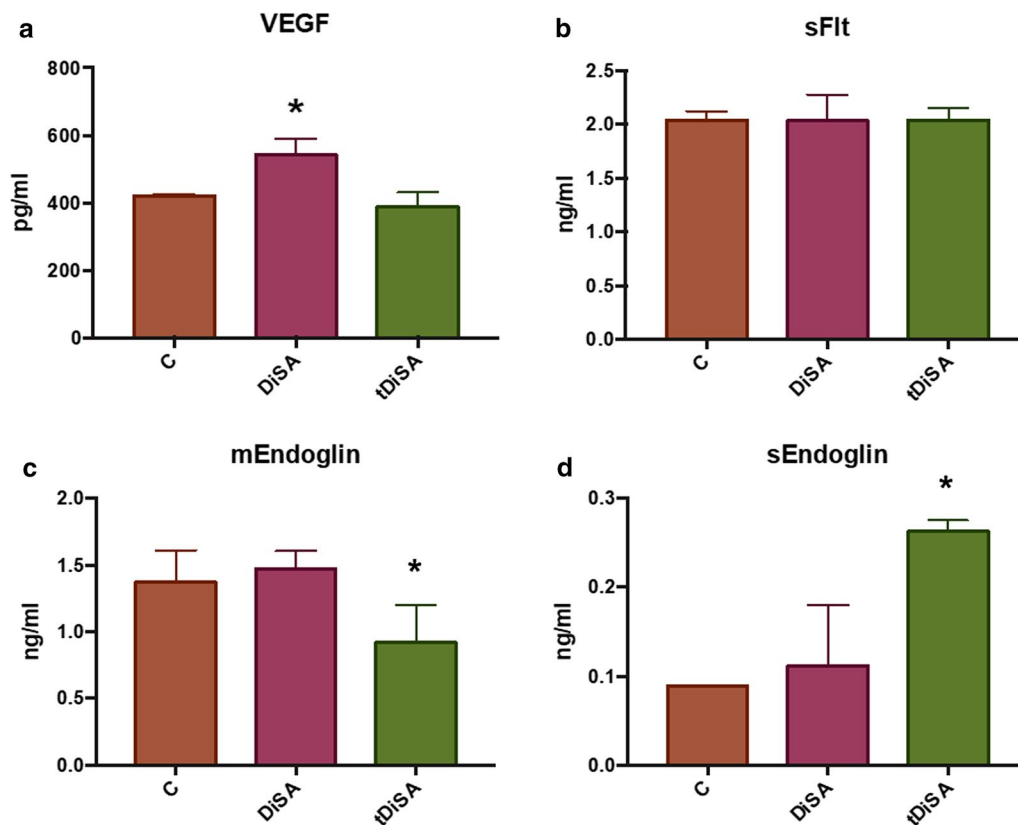 a
VEGF
800
600
400
200
0
pg/ml
*
C
DiSA
tDiSA
b
sFlt
2.5
2.0
1.5
1.0
0.5
0.0
ng/ml
C
DiSA
tDiSA
c
mEndoglin
2.0
1.5
1.0
0.5
0.0
ng/ml
*
C
DiSA
tDiSA
d
sEndoglin
0.3
0.2
0.1
0.0
ng/ml
*
C
DiSA
tDiSA